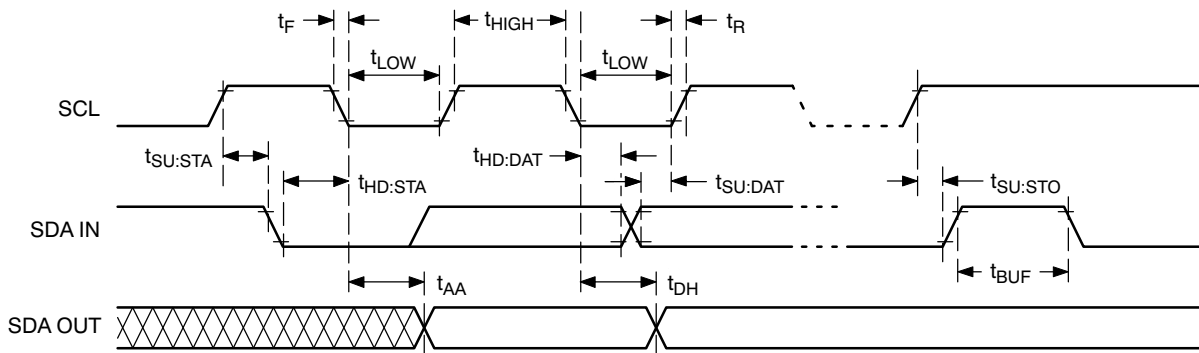 tF
tHIGH
tR
tLOW
tLOW
SCL
tSU:STA
tHD:STA
tHD:DAT
tSU:DAT
tSU:STO
SDA IN
tAA
tDH
tBUF
SDA OUT